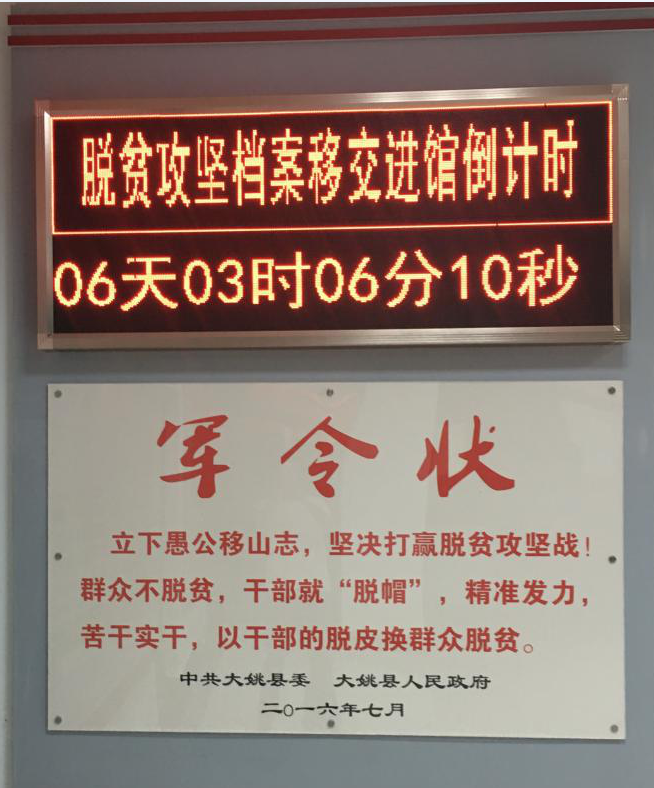 脱贫攻坚档案移交进馆倒计时
06天03时06分10秒
军令状
立下愚公移山志，坚决打赢脱贫攻坚战！
群众不脱贫，干部就“脱帽”，精准发力，
苦干实干，以干部的脱皮换群众脱贫。
中共大姚县委　大姚县人民政府
二〇一六年七月